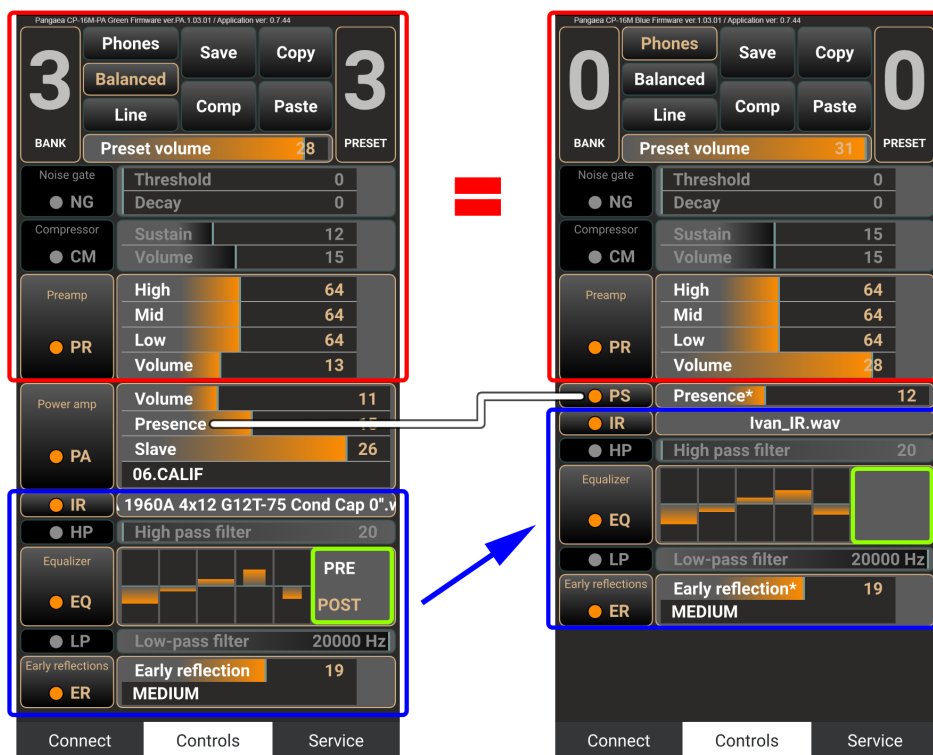 Pangaea CP-16M-PA Green Firmware ver.PA.1.03.01 / Application ver: 0.7.44
3
BANK
Phones
Balanced
Line
Save
Copy
Comp
Paste
3
PRESET
Preset volume 28
Noise gate
NG
Threshold 0
Decay 0
Compressor
CM
Sustain 12
Volume 15
Preamp
PR
High 64
Mid 64
Low 64
Volume 13
Power amp
PA
Volume 11
Presence 15
Slave 26
06.CALIF
IR
1960A 4x12 G12T-75 Cond Cap 0".v
HP
High pass filter 20
Equalizer
EQ
PRE
POST
LP
Low-pass filter 20000 Hz
Early reflections
ER
Early reflection 19
MEDIUM
Connect
Controls
Service
=
Pangaea CP-16M Blue Firmware ver.1.03.01 / Application ver: 0.7.44
0
BANK
Phones
Balanced
Line
Save
Copy
Comp
Paste
0
PRESET
Preset volume 31
Noise gate
NG
Threshold 0
Decay 0
Compressor
CM
Sustain 15
Volume 15
Preamp
PR
High 64
Mid 64
Low 64
Volume 28
PS
Presence* 12
IR
Ivan_IR.wav
HP
High pass filter 20
Equalizer
EQ
LP
Low-pass filter 20000 Hz
Early reflections
ER
Early reflection* 19
MEDIUM
Connect
Controls
Service